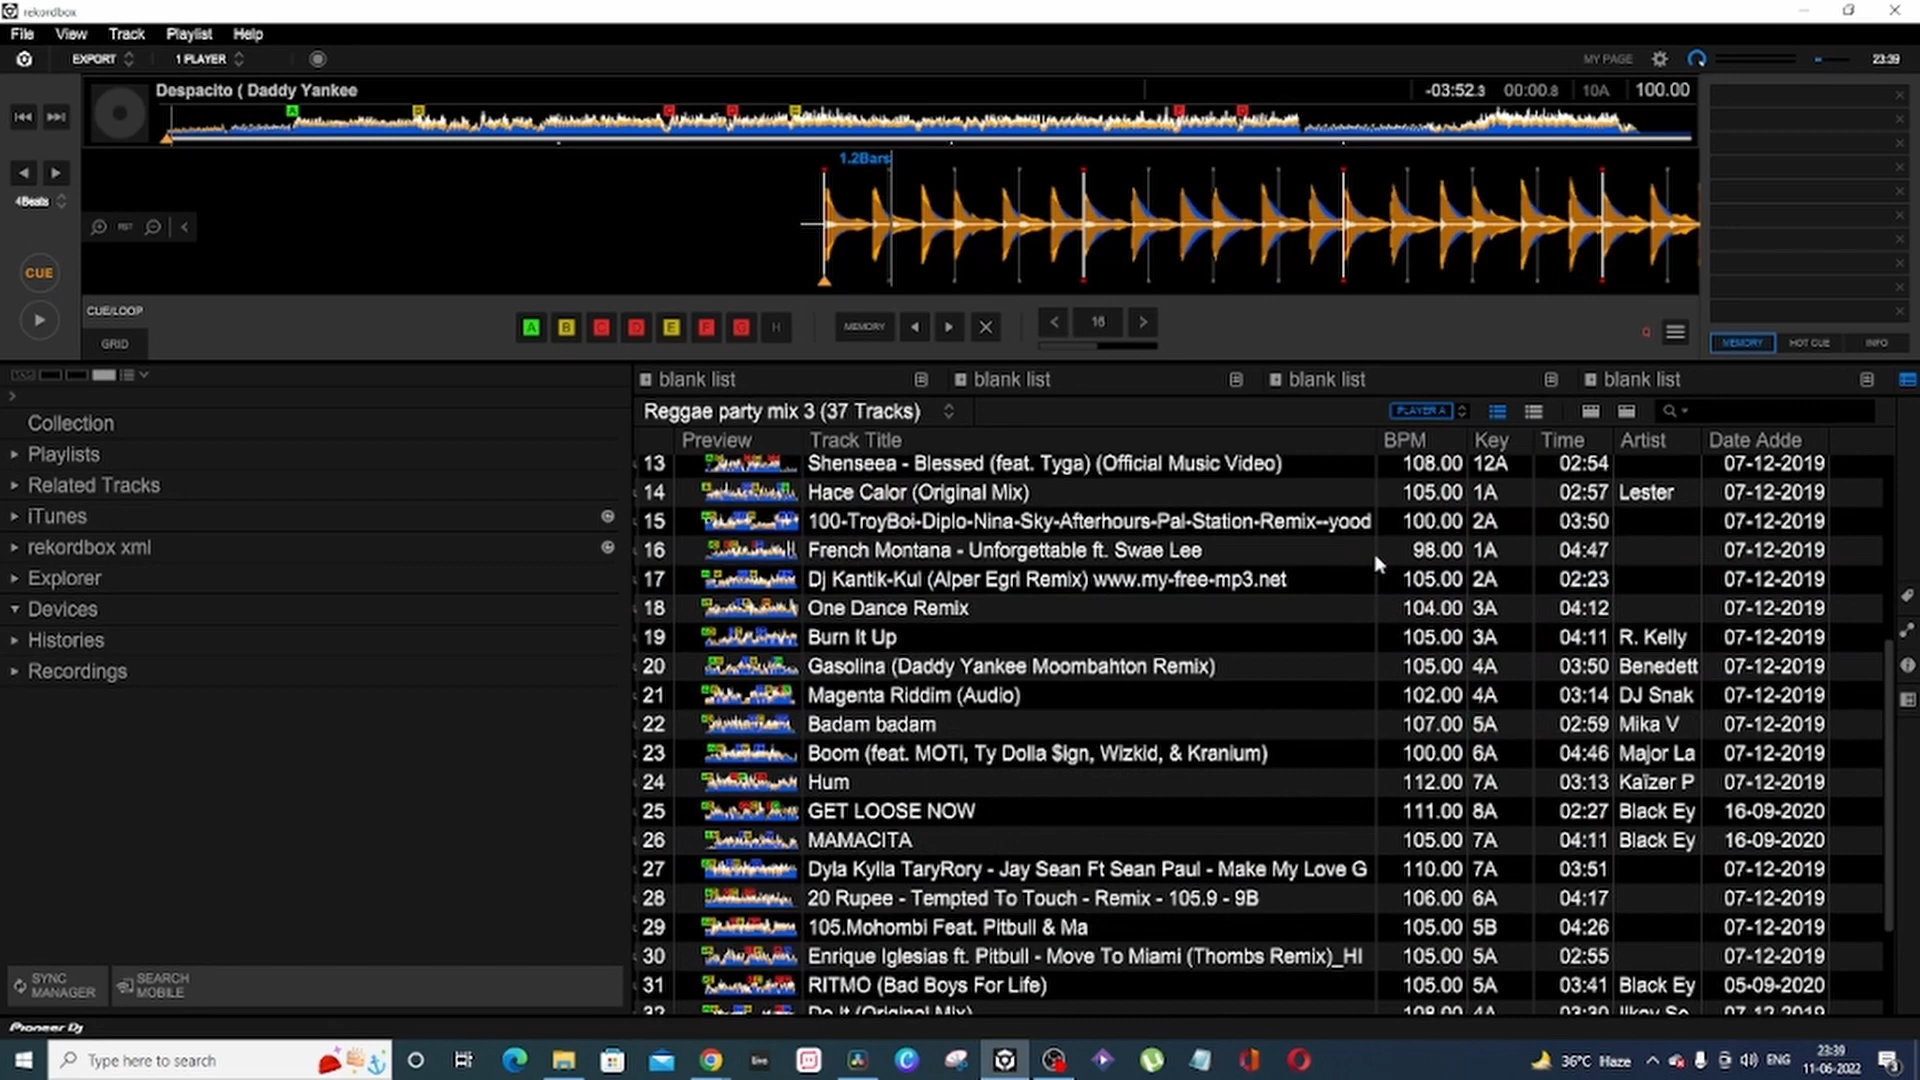 rekordbox
File View Track Playlist Help
EXPORT 1 PLAYER MY PAGE 23:39
Despacito ( Daddy Yankee -03:52.3 00:00.8 10A 100.00
A B C D E F G
1.2Bars
4Beats
RST
CUE
CUE/LOOP
GRID
A B C D E F G H MEMORY 16 Q
MEMORY HOT CUE INFO
blank list blank list blank list blank list
Reggae party mix 3 (37 Tracks) PLAYER A
Preview Track Title BPM Key Time Artist Date Adde
Collection
Playlists
Related Tracks
iTunes
rekordbox xml
Explorer
Devices
Histories
Recordings
13 Shenseea - Blessed (feat. Tyga) (Official Music Video) 108.00 12A 02:54 07-12-2019
14 Hace Calor (Original Mix) 105.00 1A 02:57 Lester 07-12-2019
15 100-TroyBoi-Diplo-Nina-Sky-Afterhours-Pal-Station-Remix--yood 100.00 2A 03:50 07-12-2019
16 French Montana - Unforgettable ft. Swae Lee 98.00 1A 04:47 07-12-2019
17 Dj Kantik-Kul (Alper Egri Remix) www.my-free-mp3.net 105.00 2A 02:23 07-12-2019
18 One Dance Remix 104.00 3A 04:12 07-12-2019
19 Burn It Up 105.00 3A 04:11 R. Kelly 07-12-2019
20 Gasolina (Daddy Yankee Moombahton Remix) 105.00 4A 03:50 Benedett 07-12-2019
21 Magenta Riddim (Audio) 102.00 4A 03:14 DJ Snak 07-12-2019
22 Badam badam 107.00 5A 02:59 Mika V 07-12-2019
23 Boom (feat. MOTi, Ty Dolla $ign, Wizkid, & Kranium) 100.00 6A 04:46 Major La 07-12-2019
24 Hum 112.00 7A 03:13 Kaïzer P 07-12-2019
25 GET LOOSE NOW 111.00 8A 02:27 Black Ey 16-09-2020
26 MAMACITA 105.00 7A 04:11 Black Ey 16-09-2020
27 Dyla Kylla TaryRory - Jay Sean Ft Sean Paul - Make My Love G 110.00 7A 03:51 07-12-2019
28 20 Rupee - Tempted To Touch - Remix - 105.9 - 9B 106.00 6A 04:17 07-12-2019
29 105.Mohombi Feat. Pitbull & Ma 105.00 5B 04:26 07-12-2019
30 Enrique Iglesias ft. Pitbull - Move To Miami (Thombs Remix)_HI 105.00 5A 02:55 07-12-2019
31 RITMO (Bad Boys For Life) 105.00 5A 03:41 Black Ey 05-09-2020
32 Do It (Original Mix) 108.00 4A 03:30 Ilkay Se 07-12-2019
SYNC MANAGER SEARCH MOBILE
Pioneer Dj
Type here to search
live
36°C Haze ENG 23:39
11-06-2022
3